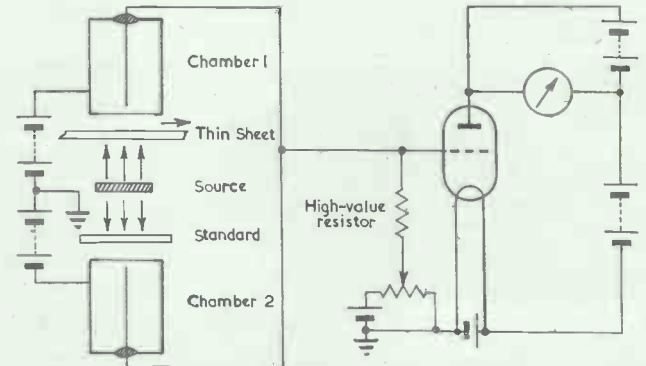 Chamber 1
Thin Sheet
Source
Standard
Chamber 2
High-value
resistor